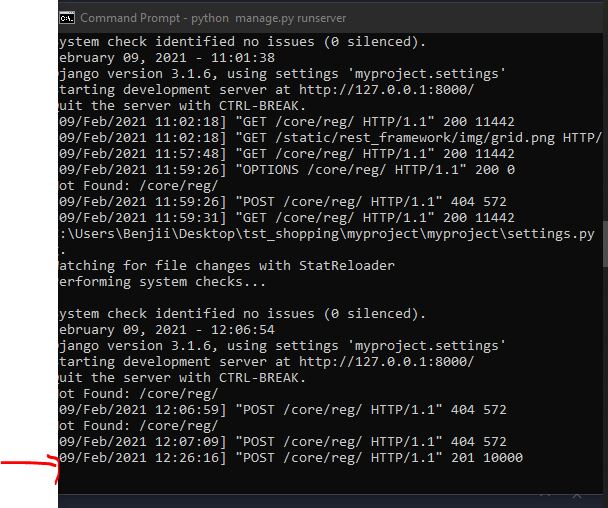 Command Prompt - python manage.py runserver
ystem check identified no issues (0 silenced).
ebruary 09, 2021 - 11:01:38
jango version 3.1.6, using settings 'myproject.settings'
tarting development server at http://127.0.0.1:8000/
uit the server with CTRL-BREAK.
09/Feb/2021 11:02:18] "GET /core/reg/ HTTP/1.1" 200 11442
09/Feb/2021 11:02:18] "GET /static/rest_framework/img/grid.png HTTP/
09/Feb/2021 11:57:48] "GET /core/reg/ HTTP/1.1" 200 11442
09/Feb/2021 11:59:26] "OPTIONS /core/reg/ HTTP/1.1" 200 0
ot Found: /core/reg/
09/Feb/2021 11:59:26] "POST /core/reg/ HTTP/1.1" 404 572
09/Feb/2021 11:59:31] "GET /core/reg/ HTTP/1.1" 200 11442
:\Users\Benjii\Desktop\tst_shopping\myproject\myproject\settings.py
.
atching for file changes with StatReloader
erforming system checks...
ystem check identified no issues (0 silenced).
ebruary 09, 2021 - 12:06:54
jango version 3.1.6, using settings 'myproject.settings'
tarting development server at http://127.0.0.1:8000/
uit the server with CTRL-BREAK.
ot Found: /core/reg/
09/Feb/2021 12:06:59] "POST /core/reg/ HTTP/1.1" 404 572
ot Found: /core/reg/
09/Feb/2021 12:07:09] "POST /core/reg/ HTTP/1.1" 404 572
09/Feb/2021 12:26:16] "POST /core/reg/ HTTP/1.1" 201 10000